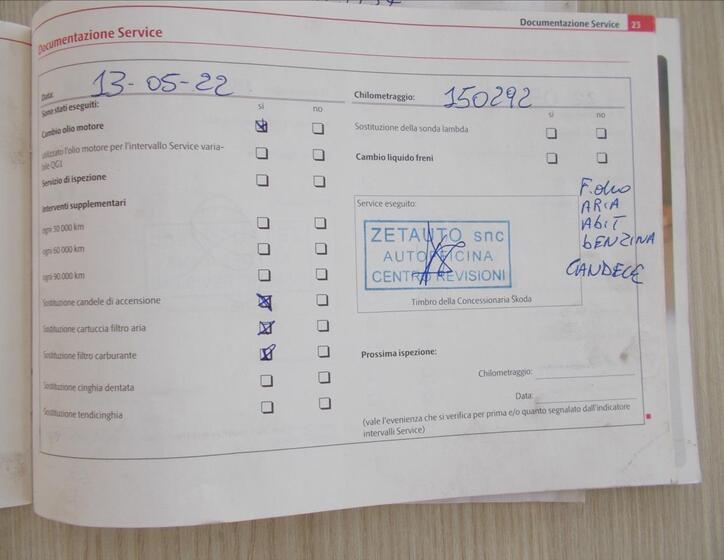 Documentazione Service 23
Documentazione Service
Data: 13-05-22
Chilometraggio: 150292
Sono stati eseguiti: si no
si no
Cambio olio motore
Sostituzione della sonda lambda
utilizzato l'olio motore per l'intervallo Service varia-
bile QG1
Cambio liquido freni
Servizio di ispezione
Interventi supplementari
ogni 30 000 km
ogni 60 000 km
ogni 90 000 km
Sostituzione candele di accensione
Sostituzione cartuccia filtro aria
Sostituzione filtro carburante
Sostituzione cinghia dentata
Sostituzione tendicinghia
Service eseguito:
ZETAUTO snc
AUTOFFICINA
CENTRO REVISIONI
Timbro della Concessionaria Škoda
F. olio
ARIA
Abit
bENZINA
CANDELE
Prossima ispezione:
Chilometraggio:
Data:
(vale l'evenienza che si verifica per prima e/o quanto segnalato dall'indicatore
intervalli Service)